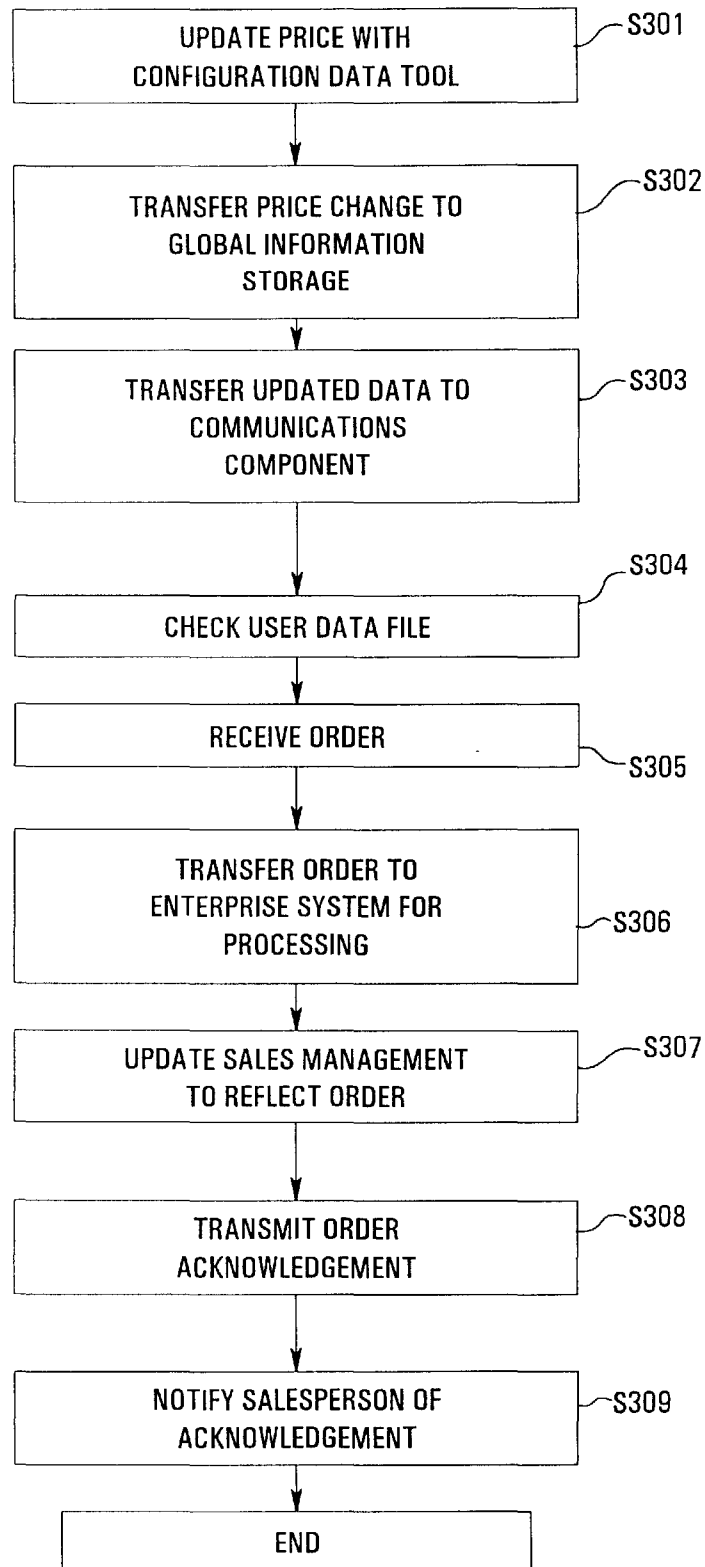 UPDATE PRICE WITH
CONFIGURATION DATA TOOL
S301
TRANSFER PRICE CHANGE TO
GLOBAL INFORMATION
STORAGE
S302
TRANSFER UPDATED DATA TO
COMMUNICATIONS
COMPONENT
S303
CHECK USER DATA FILE
S304
RECEIVE ORDER
S305
TRANSFER ORDER TO
ENTERPRISE SYSTEM FOR
PROCESSING
S306
UPDATE SALES MANAGEMENT
TO REFLECT ORDER
S307
TRANSMIT ORDER
ACKNOWLEDGEMENT
S308
NOTIFY SALESPERSON OF
ACKNOWLEDGEMENT
S309
END